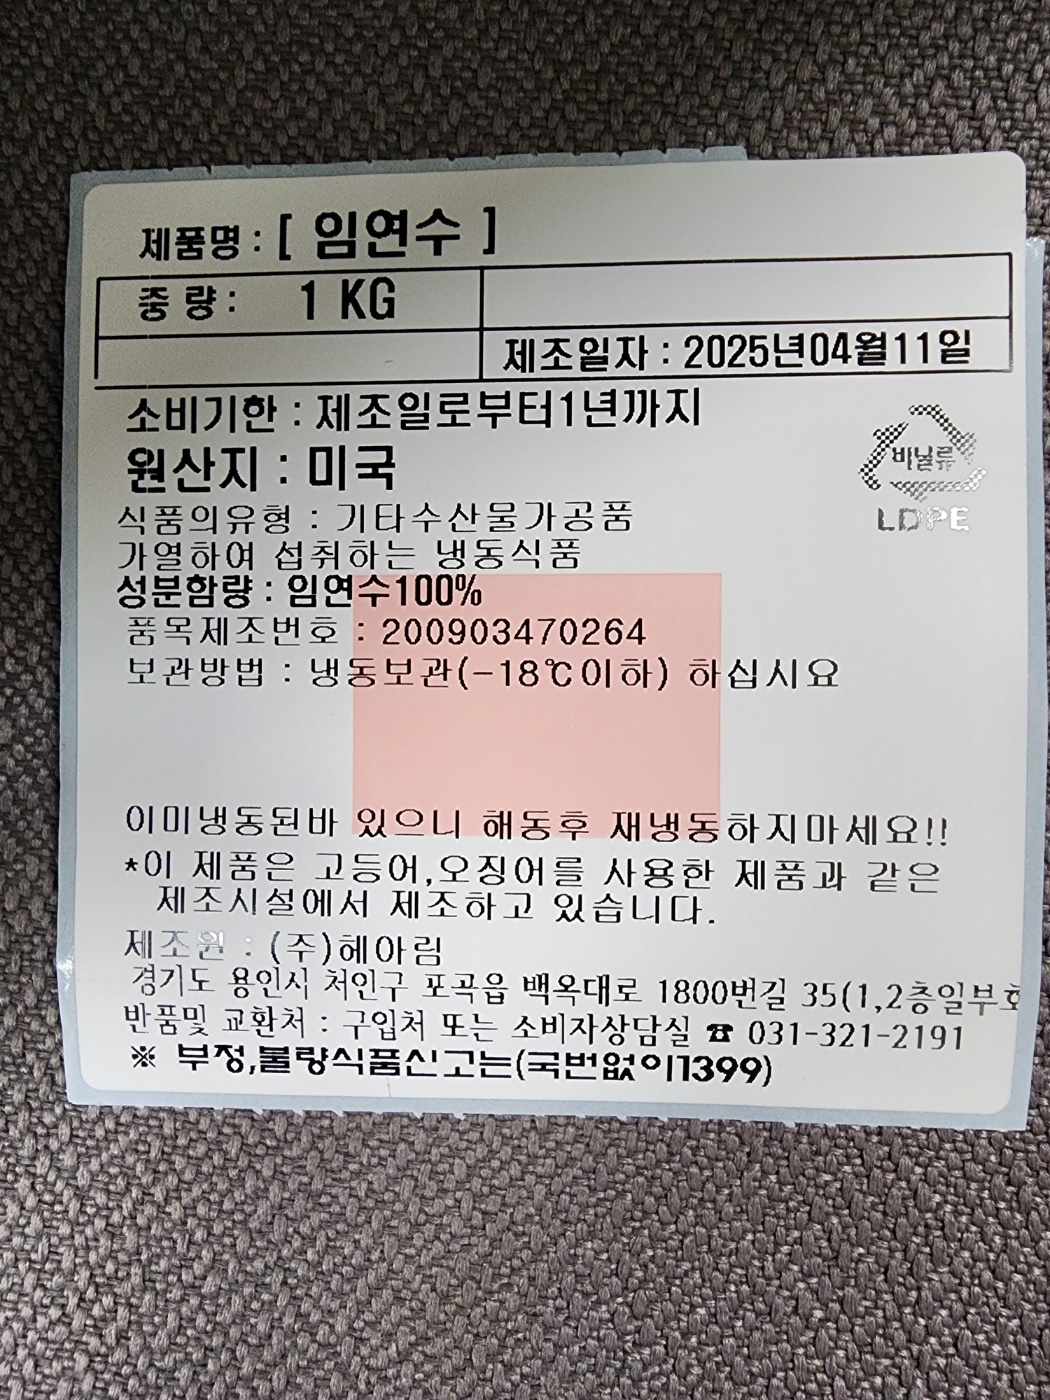 제품명 : [ 임연수 ]
중 량 : 1 KG
제조일자 : 2025년04월11일
소비기한 : 제조일로부터1년까지
원산지 : 미국
비닐류
LDPE
식품의유형 : 기타수산물가공품
가열하여 섭취하는 냉동식품
성분함량 : 임연수100%
품목제조번호 : 200903470264
보관방법 : 냉동보관(-18℃이하) 하십시요
이미냉동된바 있으니 해동후 재냉동하지마세요!!
*이 제품은 고등어,오징어를 사용한 제품과 같은
제조시설에서 제조하고 있습니다.
제조원 : (주)헤아림
경기도 용인시 처인구 포곡읍 백옥대로 1800번길 35(1,2층일부호
반품및 교환처 : 구입처 또는 소비자상담실 ☎ 031-321-2191
※ 부정,불량식품신고는(국번없이1399)